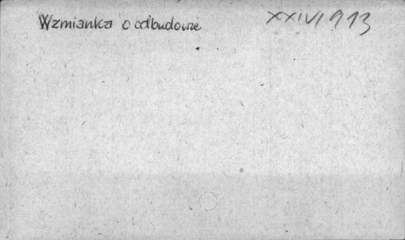 Wzmianka o odbudowie XXIV/913